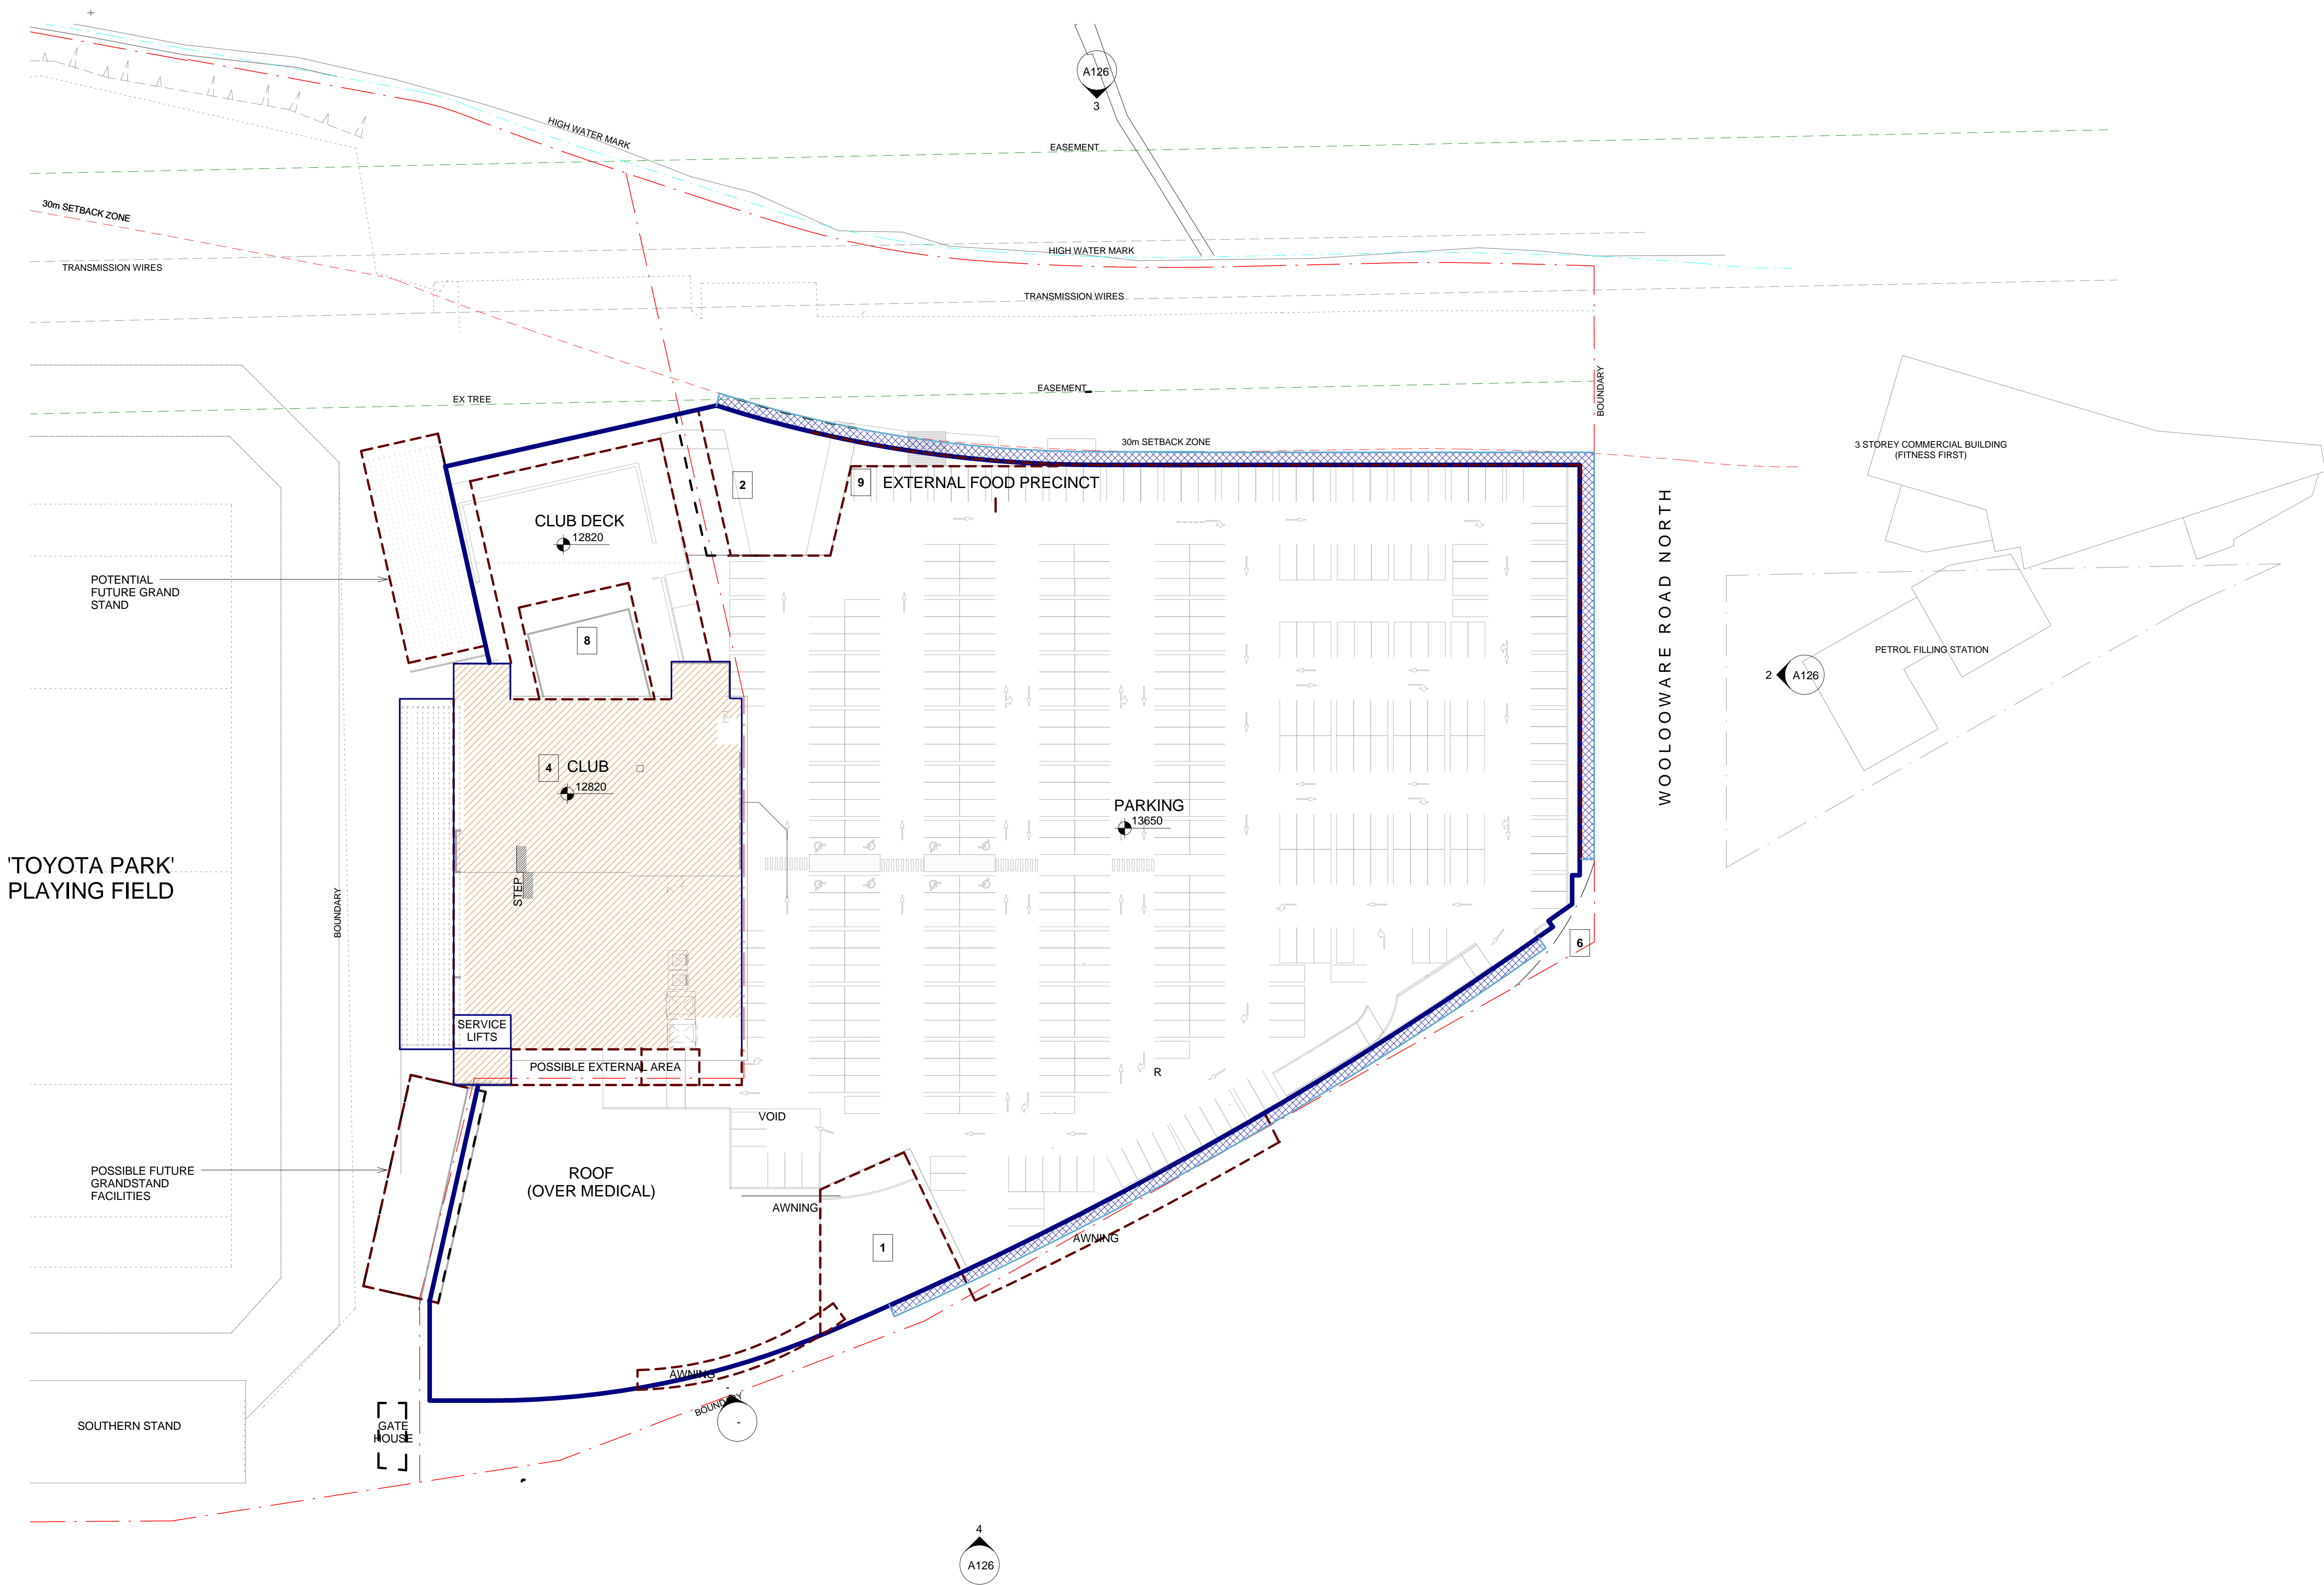 A126
3
HIGH WATER MARK
EASEMENT
30m SETBACK ZONE
HIGH WATER MARK
TRANSMISSION WIRES
TRANSMISSION WIRES
EASEMENT
EX TREE
BOUNDARY
30m SETBACK ZONE
3 STOREY COMMERCIAL BUILDING
(FITNESS FIRST)
2
9
EXTERNAL FOOD PRECINCT
CLUB DECK
12820
WOOLOOWARE ROAD NORTH
POTENTIAL
FUTURE GRAND
STAND
8
PETROL FILLING STATION
2
A126
4
CLUB
12820
PARKING
13650
'TOYOTA PARK'
PLAYING FIELD
STEP
BOUNDARY
6
SERVICE
LIFTS
POSSIBLE EXTERNAL AREA
R
VOID
POSSIBLE FUTURE
GRANDSTAND
FACILITIES
ROOF
(OVER MEDICAL)
AWNING
1
AWNING
AWNING
BOUNDARY
-
SOUTHERN STAND
GATE
HOUSE
4
A126